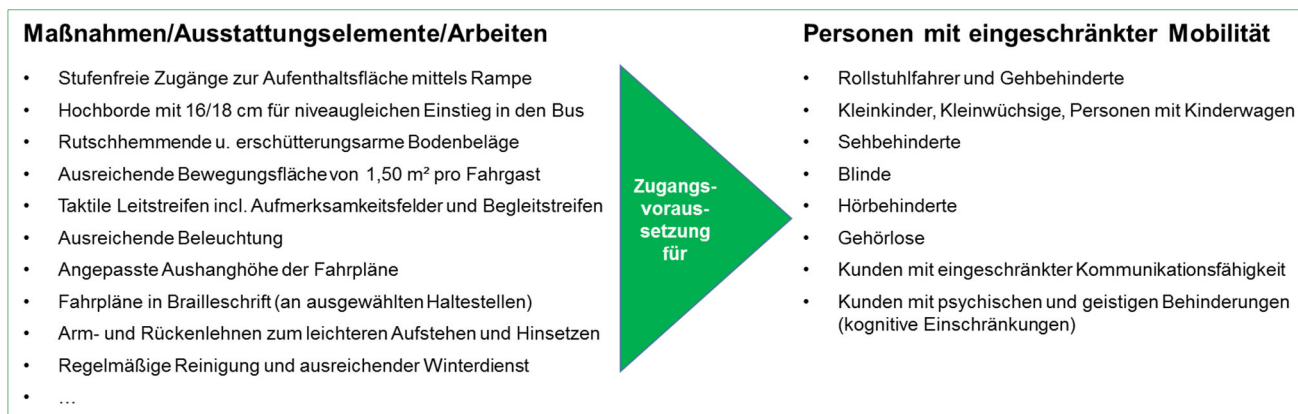 Maßnahmen/Ausstattungselemente/Arbeiten
• Stufenfreie Zugänge zur Aufenthaltsfläche mittels Rampe
• Hochborde mit 16/18 cm für niveaugleichen Einstieg in den Bus
• Rutschhemmende u. erschütterungsarme Bodenbeläge
• Ausreichende Bewegungsfläche von 1,50 m² pro Fahrgast
• Taktile Leitstreifen incl. Aufmerksamkeitsfelder und Begleitstreifen
• Ausreichende Beleuchtung
• Angepasste Aushanghöhe der Fahrpläne
• Fahrpläne in Brailleschrift (an ausgewählten Haltestellen)
• Arm- und Rückenlehnen zum leichteren Aufstehen und Hinsetzen
• Regelmäßige Reinigung und ausreichender Winterdienst
• …
Zugangs-
voraus-
setzung
für
Personen mit eingeschränkter Mobilität
• Rollstuhlfahrer und Gehbehinderte
• Kleinkinder, Kleinwüchsige, Personen mit Kinderwagen
• Sehbehinderte
• Blinde
• Hörbehinderte
• Gehörlose
• Kunden mit eingeschränkter Kommunikationsfähigkeit
• Kunden mit psychischen und geistigen Behinderungen
(kognitive Einschränkungen)